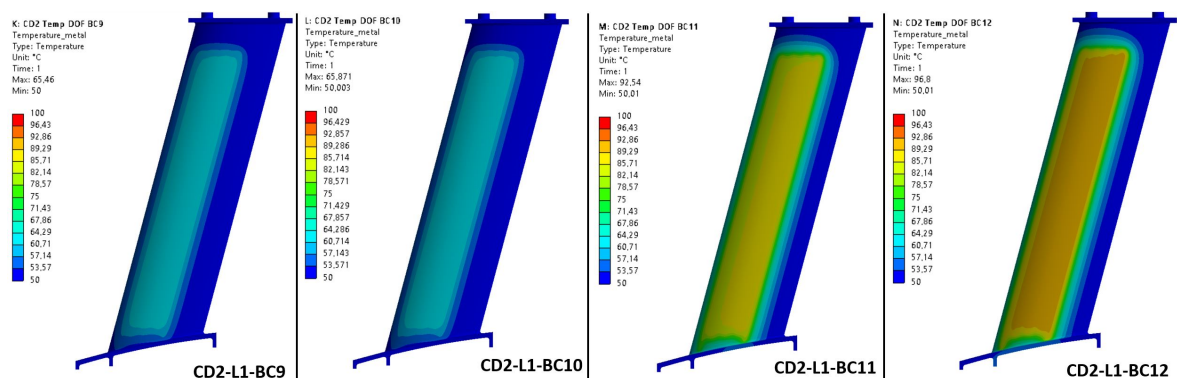 K: CD2 Temp DOF BC9
Temperature_metal
Type: Temperature
Unit: °C
Time: 1
Max: 65,46
Min: 50
100
96,43
92,86
89,29
85,71
82,14
78,57
75
71,43
67,86
64,29
60,71
57,14
53,57
50
CD2-L1-BC9
L: CD2 Temp DOF BC10
Temperature_metal
Type: Temperature
Unit: °C
Time: 1
Max: 65,871
Min: 50,003
100
96,429
92,857
89,286
85,714
82,143
78,571
75
71,429
67,857
64,286
60,714
57,143
53,571
50
CD2-L1-BC10
M: CD2 Temp DOF BC11
Temperature_metal
Type: Temperature
Unit: °C
Time: 1
Max: 92,54
Min: 50,01
100
96,43
92,86
89,29
85,71
82,14
78,57
75
71,43
67,86
64,29
60,71
57,14
53,57
50
CD2-L1-BC11
N: CD2 Temp DOF BC12
Temperature_metal
Type: Temperature
Unit: °C
Time: 1
Max: 96,8
Min: 50,01
100
96,43
92,86
89,29
85,71
82,14
78,57
75
71,43
67,86
64,29
60,71
57,14
53,57
50
CD2-L1-BC12